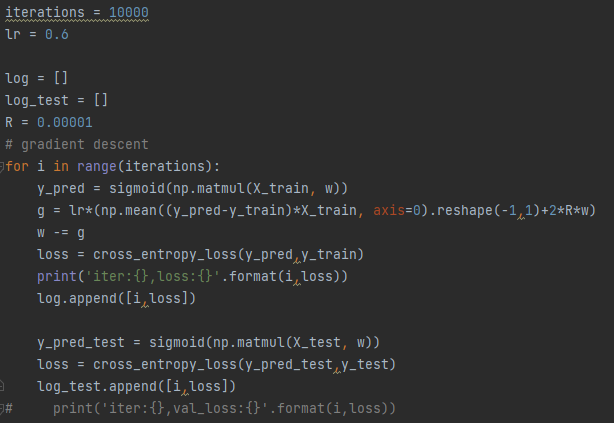 iterations = 10000
lr = 0.6

log = []
log_test = []
R = 0.00001
# gradient descent
for i in range(iterations):
    y_pred = sigmoid(np.matmul(X_train, w))
    g = lr*(np.mean((y_pred-y_train)*X_train, axis=0).reshape(-1,1)+2*R*w)
    w -= g
    loss = cross_entropy_loss(y_pred,y_train)
    print('iter:{},loss:{}'.format(i,loss))
    log.append([i,loss])

    y_pred_test = sigmoid(np.matmul(X_test, w))
    loss = cross_entropy_loss(y_pred_test,y_test)
    log_test.append([i,loss])
#     print('iter:{},val_loss:{}'.format(i,loss))